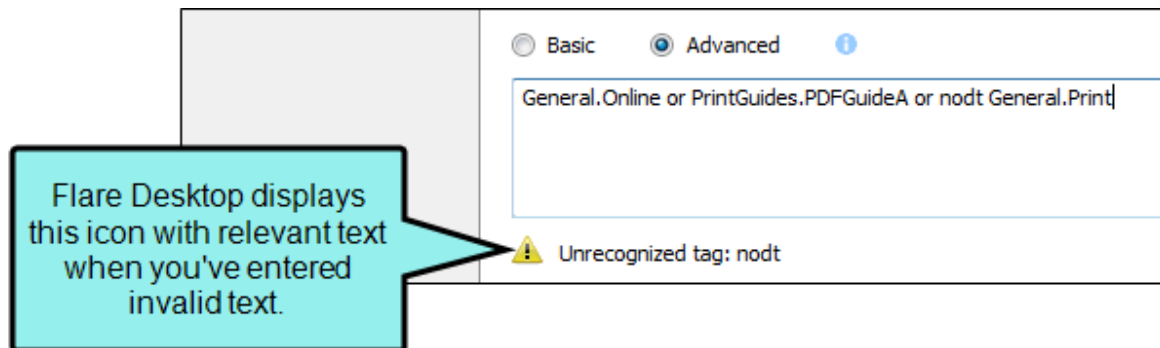 Basic Advanced
General.Online or PrintGuides.PDFGuideA or nodt General.Print
Flare Desktop displays
this icon with relevant text
when you've entered
invalid text.
Unrecognized tag: nodt